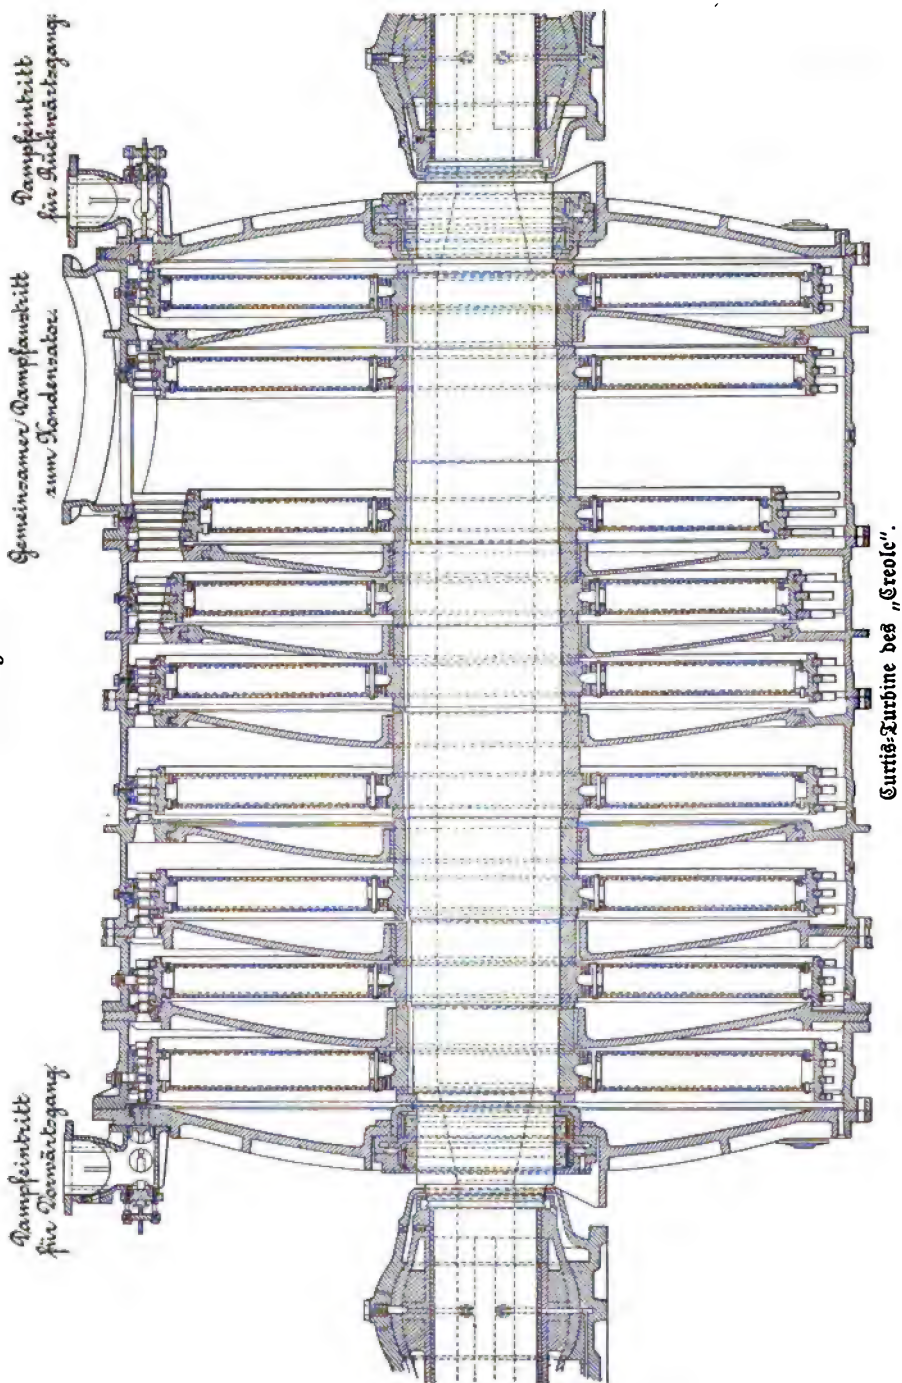 Dampfeintritt
für Vorwärtsgang.
Gemeinsamer Dampfaustritt
zum Kondensator.
Dampfeintritt
für Rückwärtsgang.
Curtis-Turbine des „Creole“.